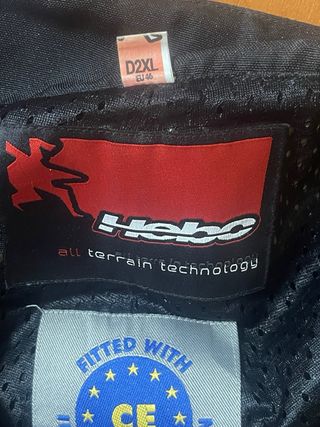 D2XL
EU 46
Hebo
all terrain technology
FITTED WITH
CE